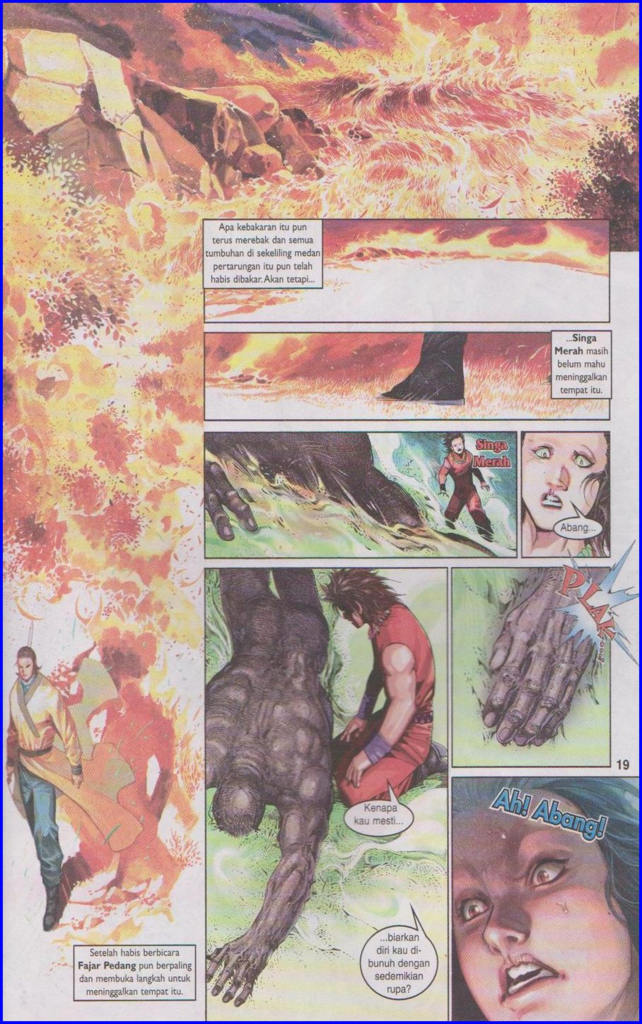 Apa kebakaran itu pun
terus merebak dan semua
tumbuhan di sekeliling medan
pertarungan itu pun telah
habis dibakar. Akan tetapi...
...Singa
Merah masih
belum mahu
meninggalkan
tempat itu.
Singa
Merah
Abang...
PLAK
19
Kenapa
kau mesti...
Ah! Abang!
...biarkan
diri kau di-
bunuh dengan
sedemikian
rupa?
Setelah habis berbicara
Fajar Pedang pun berpaling
dan membuka langkah untuk
meninggalkan tempat itu.